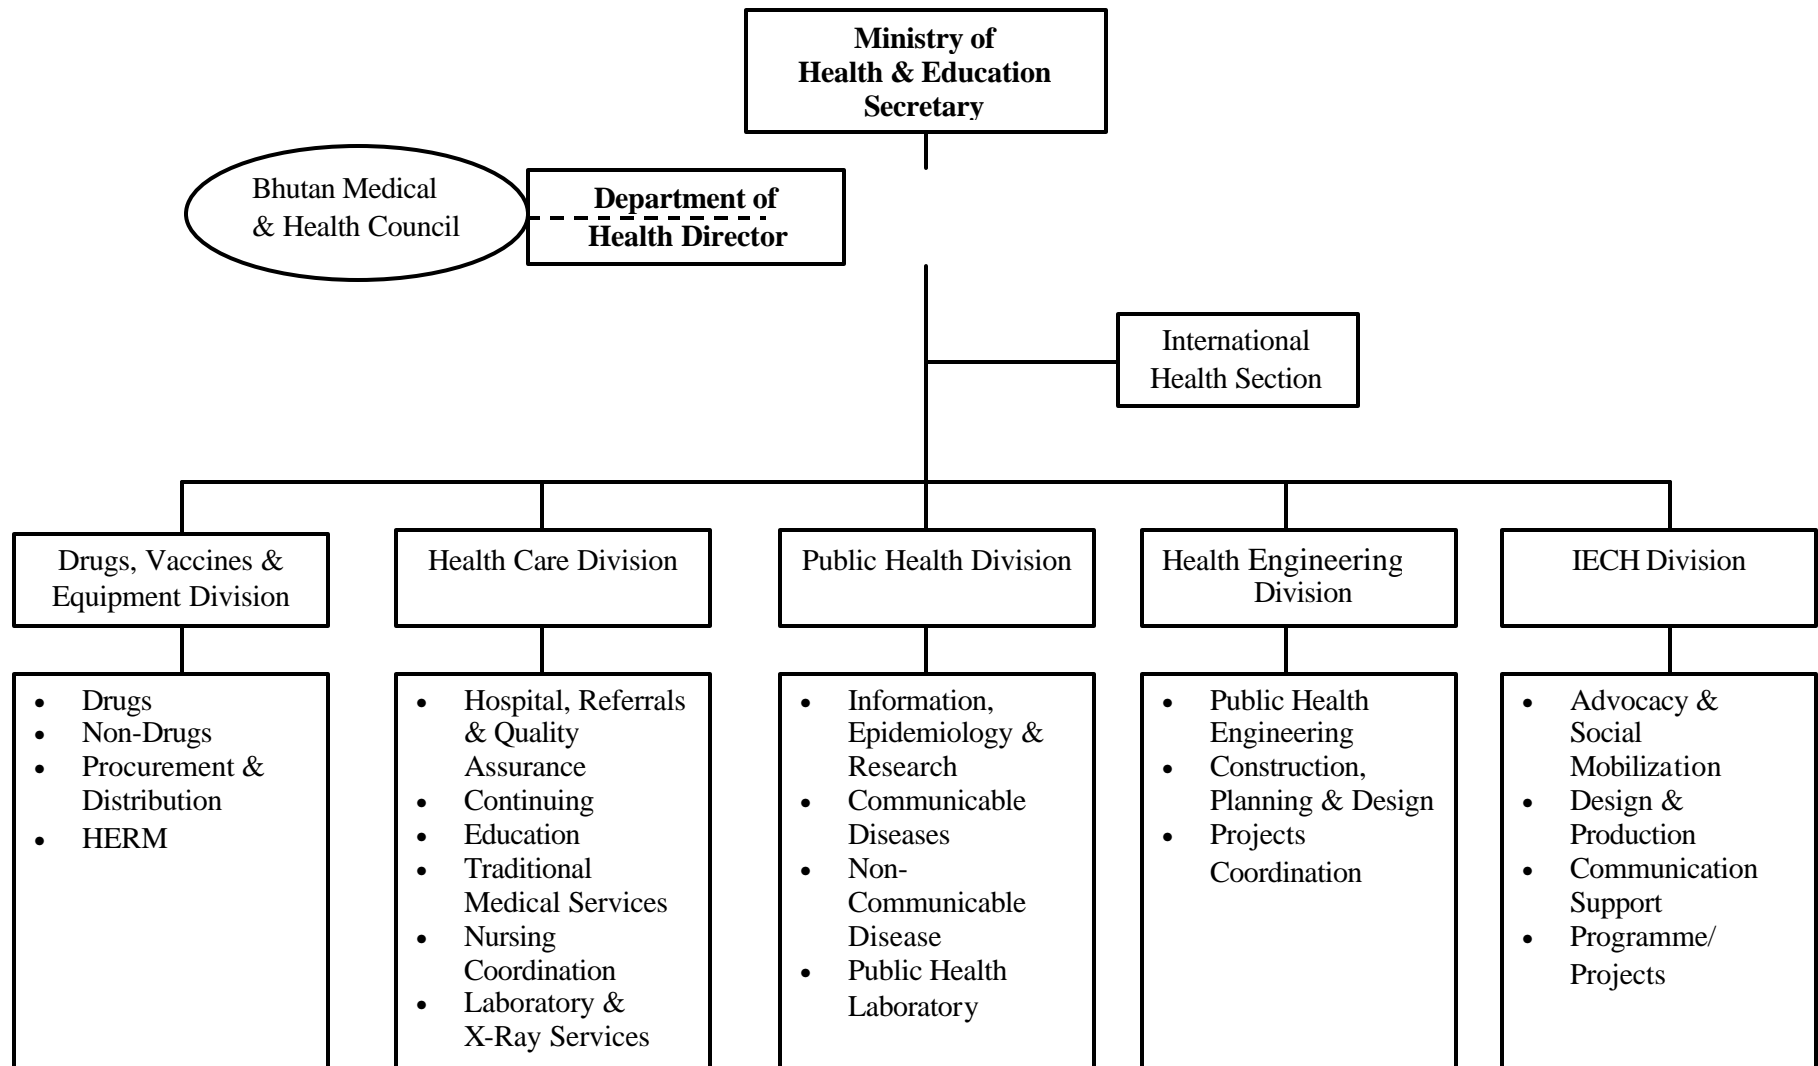 Ministry of
Health & Education
Secretary
Bhutan Medical
& Health Council
Department of
Health Director
International
Health Section
Drugs, Vaccines &
Equipment Division
Health Care Division
Public Health Division
Health Engineering
Division
IECH Division
• Drugs
• Non-Drugs
• Procurement &
Distribution
• HERM
• Hospital, Referrals
& Quality
Assurance
• Continuing
• Education
• Traditional
Medical Services
• Nursing
Coordination
• Laboratory &
X-Ray Services
• Information,
Epidemiology &
Research
• Communicable
Diseases
• Non-
Communicable
Disease
• Public Health
Laboratory
• Public Health
Engineering
• Construction,
Planning & Design
• Projects
Coordination
• Advocacy &
Social
Mobilization
• Design &
Production
• Communication
Support
• Programme/
Projects